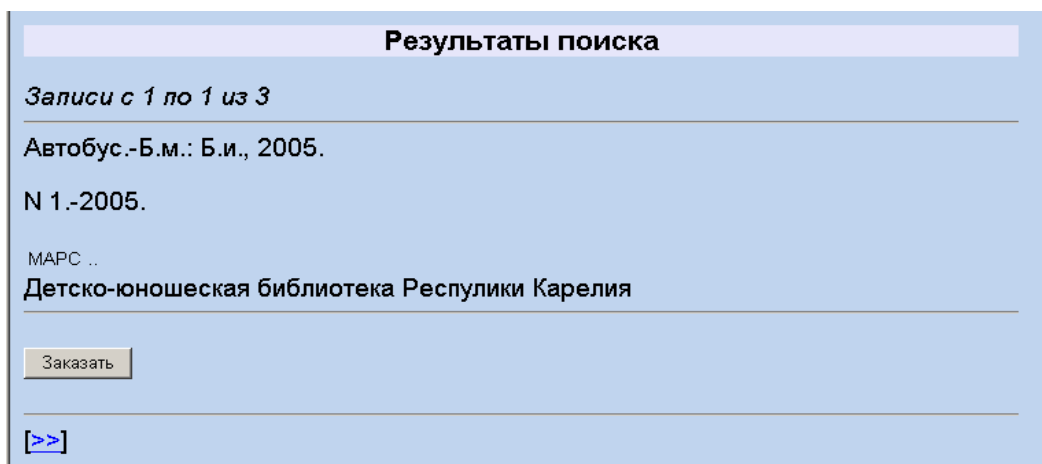 Результаты поиска
Записи с 1 по 1 из 3
Автобус.-Б.м.: Б.и., 2005.
N 1.-2005.
МАРС ..
Детско-юношеская библиотека Респулики Карелия
Заказать
[>>]